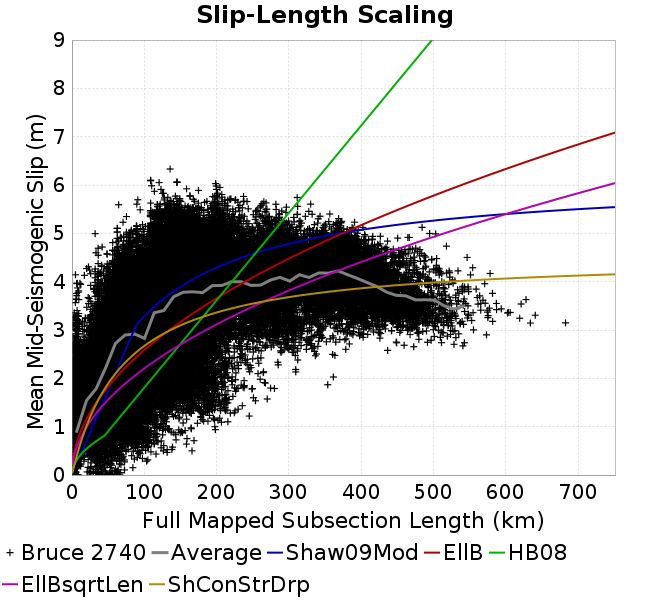 Slip-Length Scaling
Mean Mid-Seismogenic Slip (m)
9
8
7
6
5
4
3
2
1
0
0 100 200 300 400 500 600 700
Full Mapped Subsection Length (km)
Bruce 2740 Average Shaw09Mod EllB HB08
EllBsqrtLen ShConStrDrp